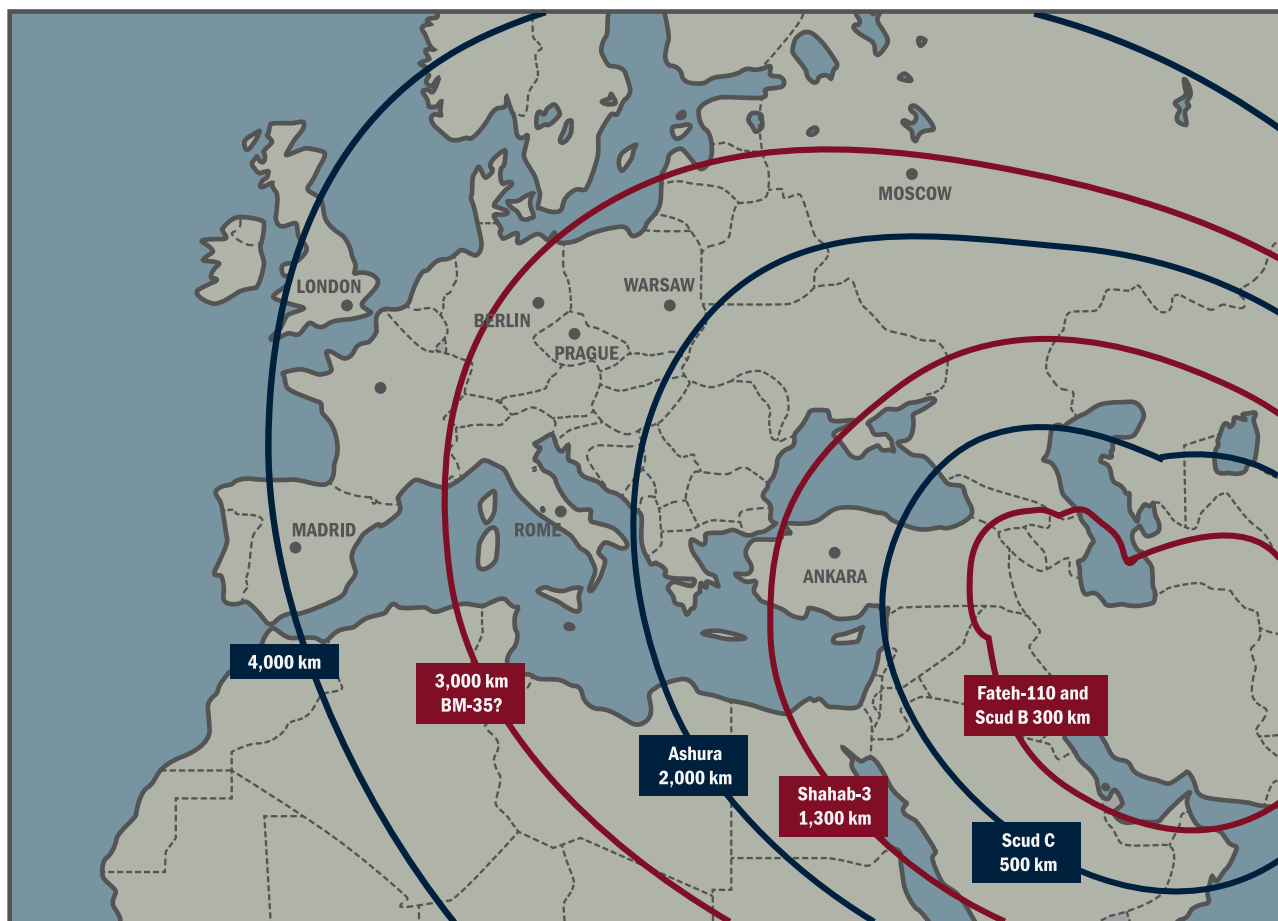 MOSCOW
LONDON
WARSAW
BERLIN
PRAGUE
MADRID
ROME
ANKARA
4,000 km
3,000 km
BM-35?
Fateh-110 and
Scud B 300 km
Ashura
2,000 km
Shahab-3
1,300 km
Scud C
500 km